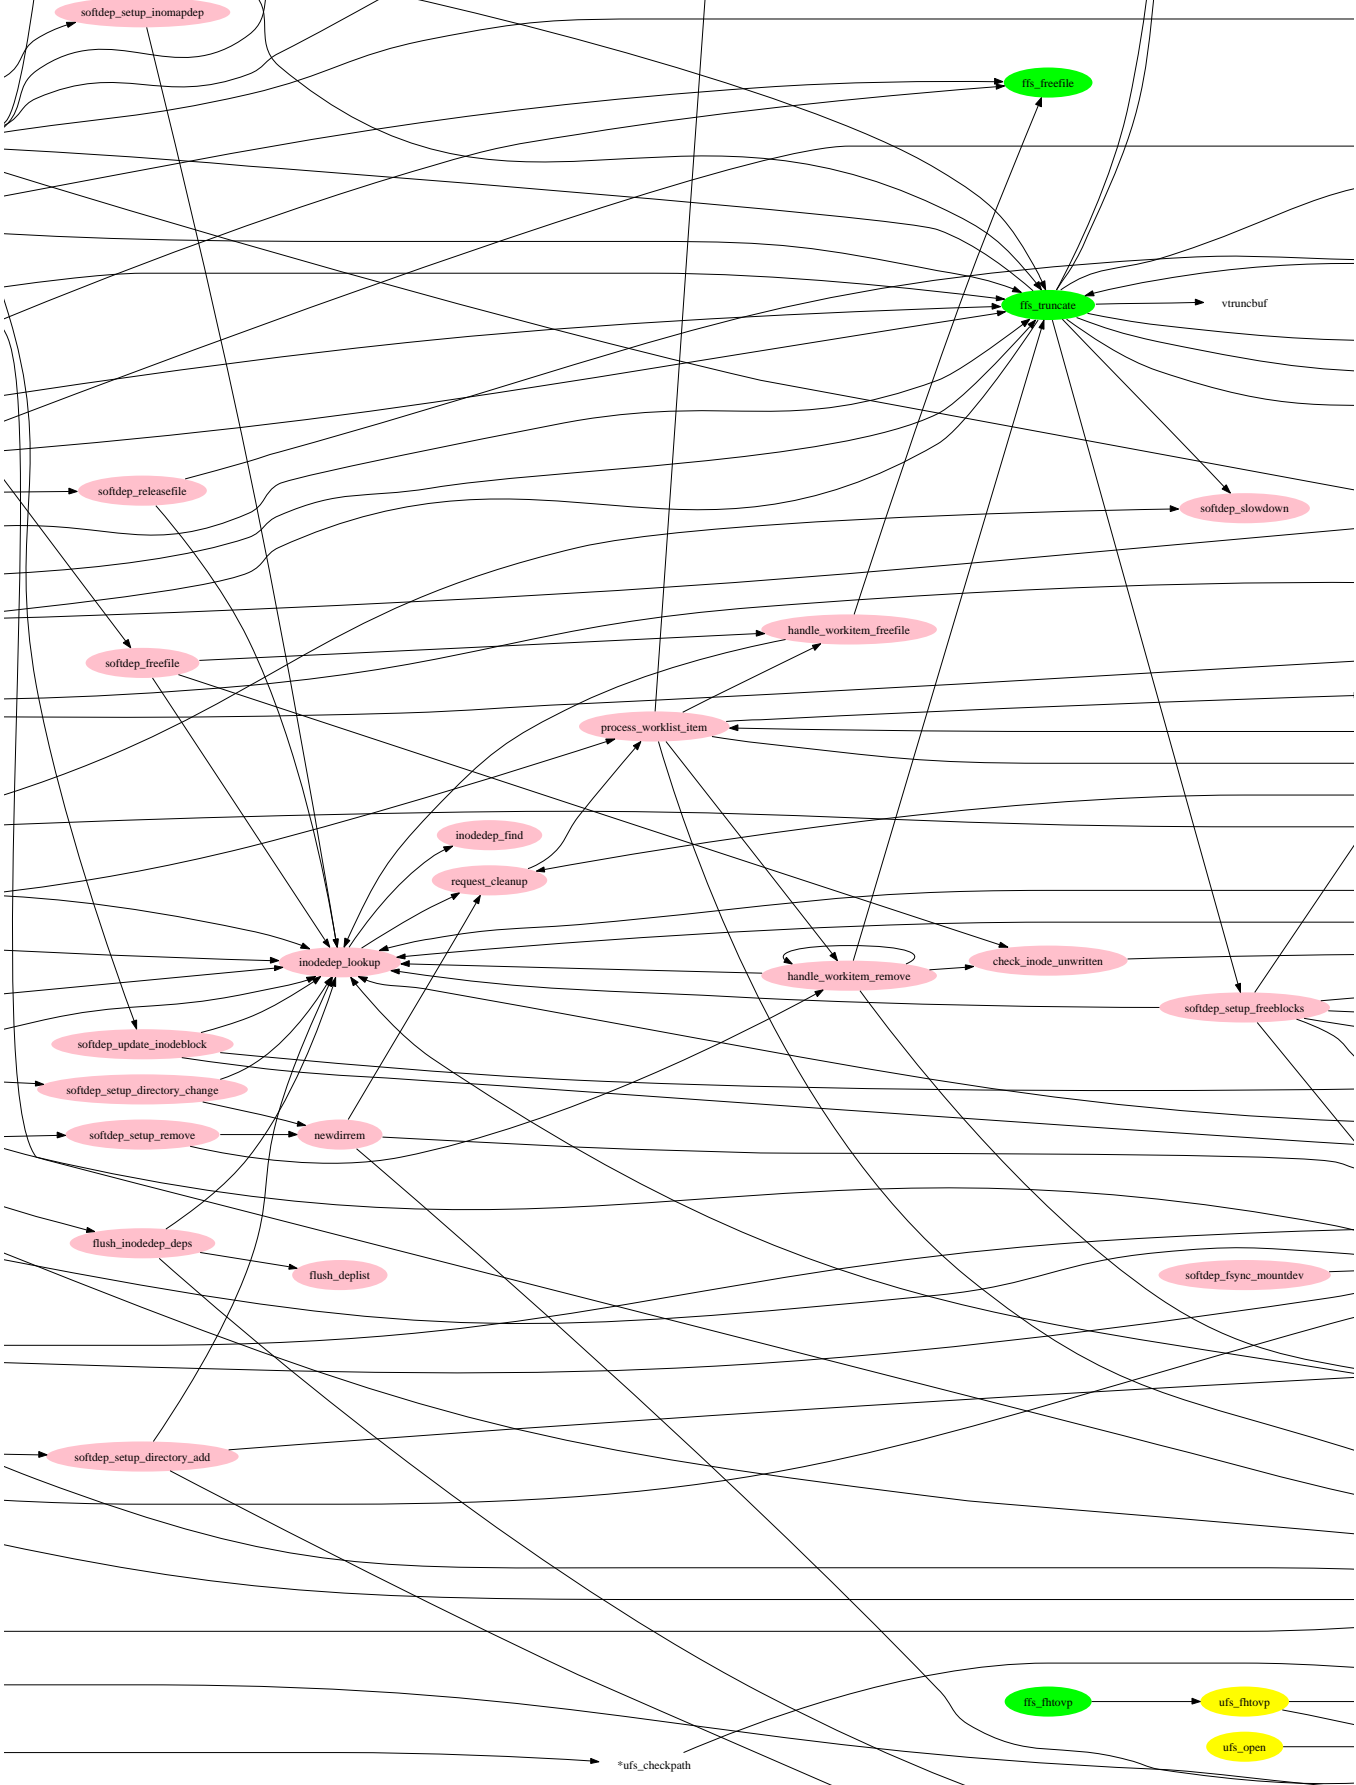 softdep_setup_inomapdep
ffs_freefile
ffs_truncate
vtruncbuf
softdep_releasefile
softdep_slowdown
handle_workitem_freefile
softdep_freefile
process_worklist_item
inodedep_find
request_cleanup
inodedep_lookup
check_inode_unwritten
handle_workitem_remove
softdep_setup_freeblocks
softdep_update_inodeblock
softdep_setup_directory_change
softdep_setup_remove
newdirrem
flush_inodedep_deps
flush_deplist
softdep_fsync_mountdev
softdep_setup_directory_add
ffs_fhtovp
ufs_fhtovp
ufs_open
*ufs_checkpath